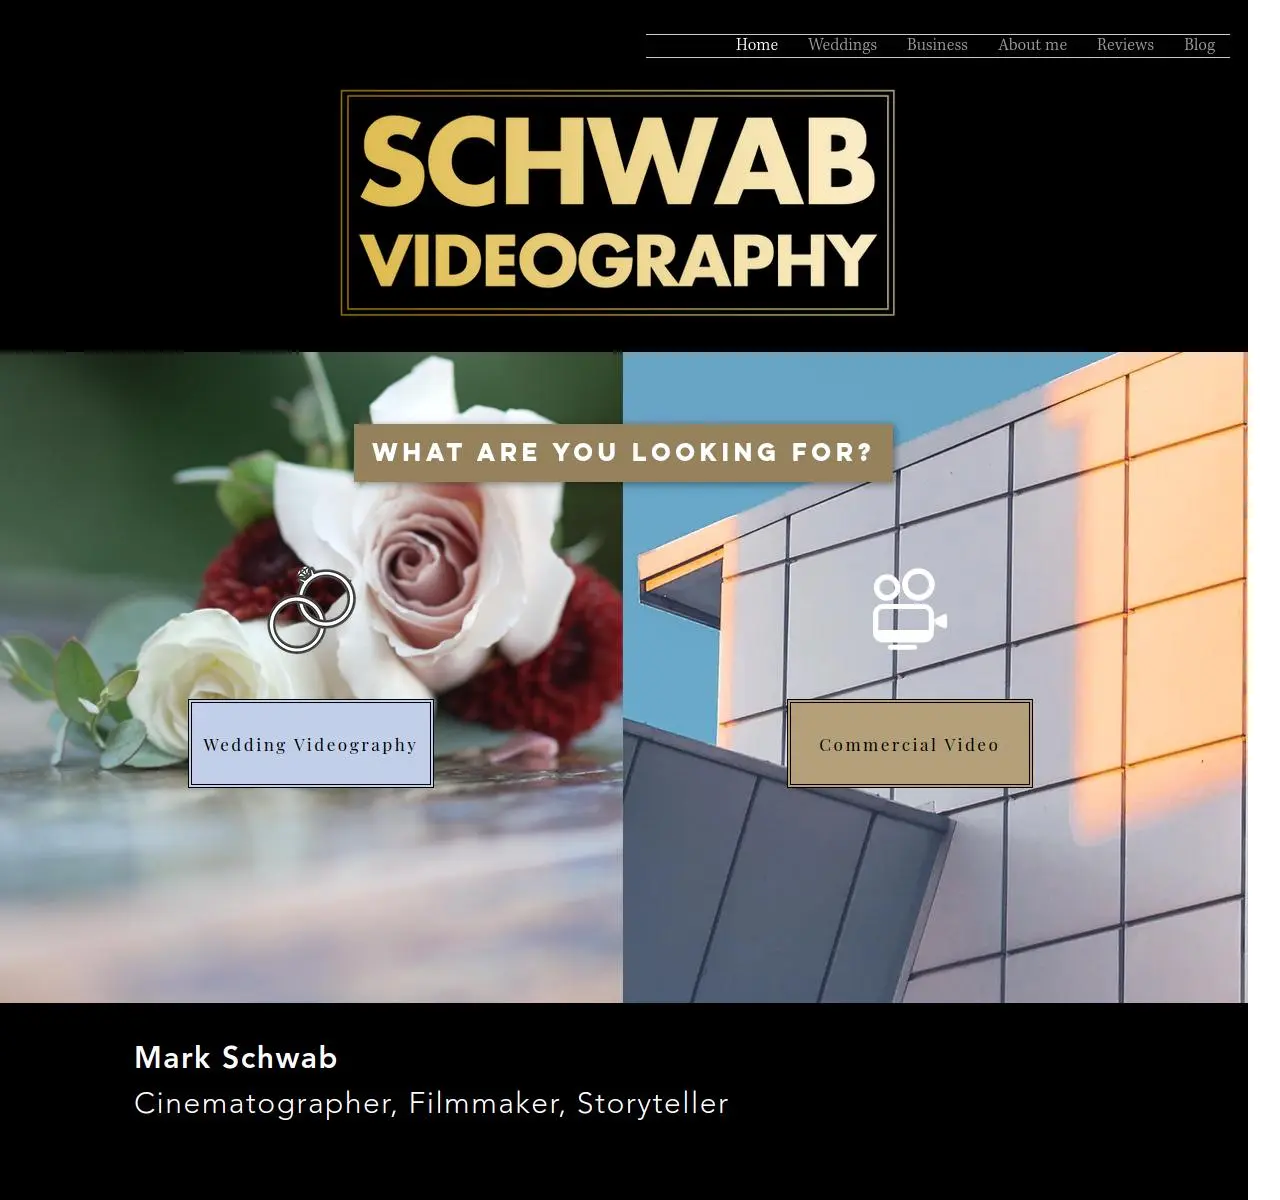 Home Weddings Business About me Reviews Blog
SCHWAB
VIDEOGRAPHY
WHAT ARE YOU LOOKING FOR?
Wedding Videography
Commercial Video
Mark Schwab
Cinematographer, Filmmaker, Storyteller